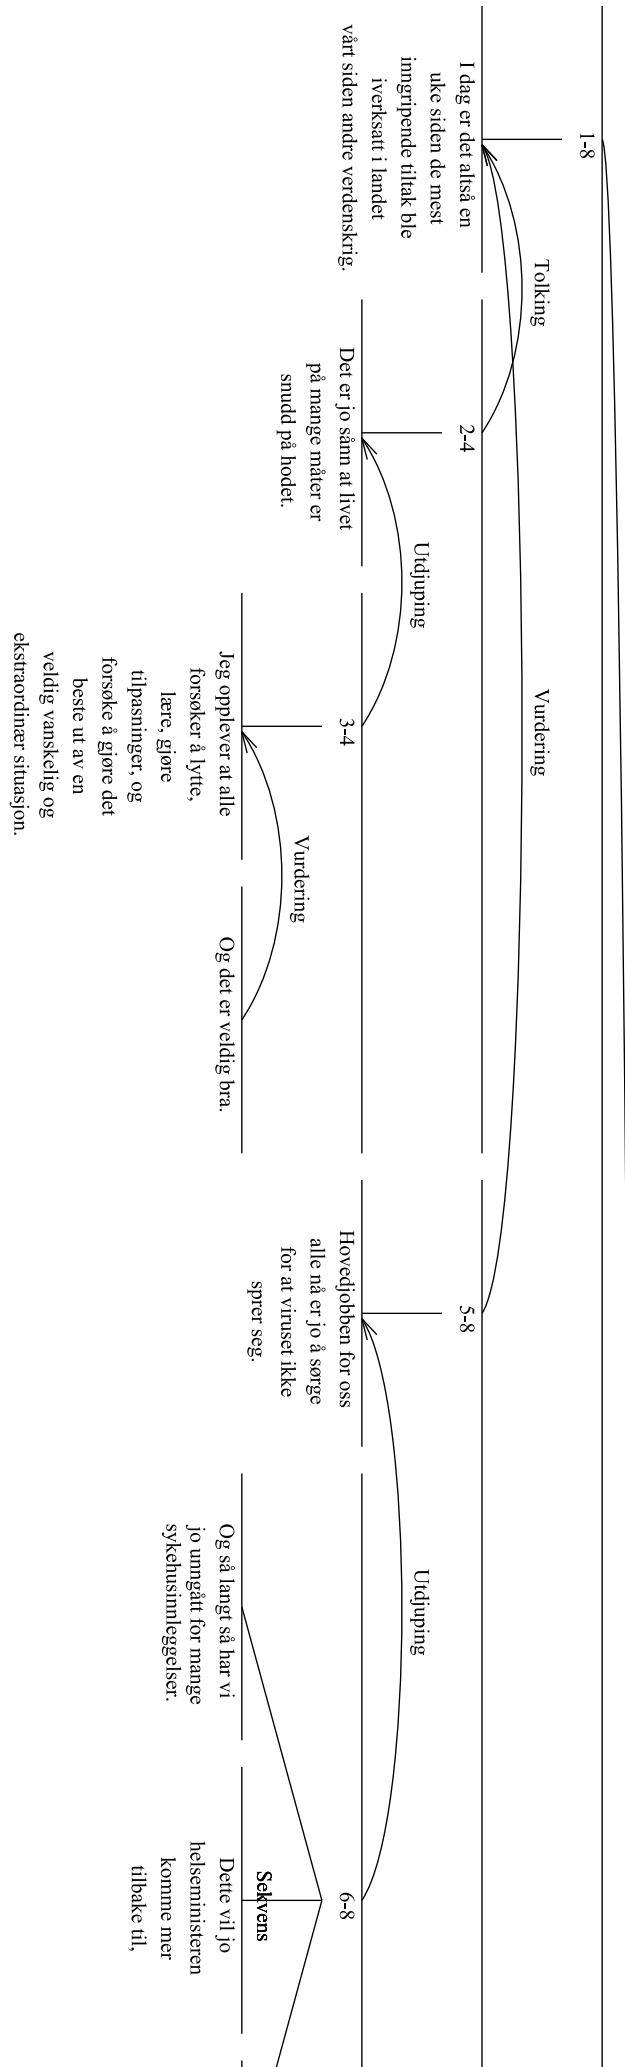 1-8
Tolking
Vurdering
I dag er det altså en
uke siden de mest
inngripende tiltak ble
iverksatt i landet
vårt siden andre verdenskrig.
2-4
Utdjuping
Det er jo sånn at livet
på mange måter er
snudd på hodet.
3-4
Vurdering
Jeg opplever at alle
forsøker å lytte,
lære, gjøre
tilpasninger, og
forsøke å gjøre det
beste ut av en
veldig vanskelig og
ekstraordinær situasjon.
Og det er veldig bra.
5-8
Utdjuping
Hovedjobben for oss
alle nå er jo å sørge
for at viruset ikke
sprer seg.
6-8
Sekvens
Og så langt så har vi
jo unngått for mange
sykehusinnleggelser.
Dette vil jo
helseministeren
komme mer
tilbake til,